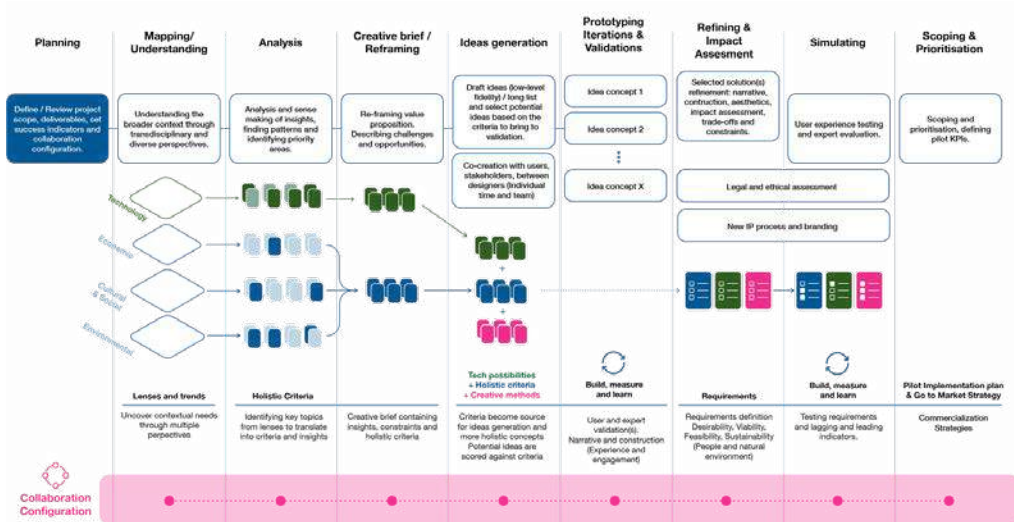 Planning
Mapping/
Understanding
Analysis
Creative brief /
Reframing
Ideas generation
Prototyping
Iterations &
Validations
Refining &
Impact
Assesment
Simulating
Scoping &
Prioritisation
Define / Review project
scope, deliverables, set
success indicators and
collaboration
configuration.
Understanding the
broader context through
transdisciplinary and
diverse perspectives.
Analysis and sense
making of insights,
finding patterns and
identifying priority
areas.
Re-framing value
proposition.
Describing challenges
and opportunities.
Draft ideas (low-level
fidelity) / long list
and select potential
ideas based on the
criteria to bring to
validation.
Co-creation with users,
stakeholders, between
designers (Individual
time and team)
Idea concept 1
Idea concept 2
Idea concept X
Selected solution(s)
refinement: narrative,
contruction, aesthetics,
impact assessment,
trade-offs and
constraints.
User experience testing
and expert evaluation.
Scoping and
prioritisation, defining
pilot KPIs.
Legal and ethical assessment
New IP process and branding
Technology
Economic
Cultural
& Social
Environmental
+
+
Lenses and trends
Uncover contextual needs
through multiple
perpectives
Holistic Criteria
Identifying key topics
from lenses to translate
into criteria and insights
Creative brief containing
insights, constraints and
holistic criteria
Tech possibilities
+ Holistic criteria
+ Creative methods
Criteria become source
for ideas generation and
more holistic concepts
Potential ideas are
scored against criteria
Build, measure
and learn
User and expert
validation(s).
Narrative and construction
(Experience and
engagement)
Requirements
Requirements definition
Desirability, Viability,
Feasibility, Sustainability
(People and natural
environment)
Build, measure
and learn
Testing requirements
and lagging and leading
indicators.
Pilot Implementation plan
& Go to Market Strategy
Commercialization
Strategies
Collaboration
Configuration